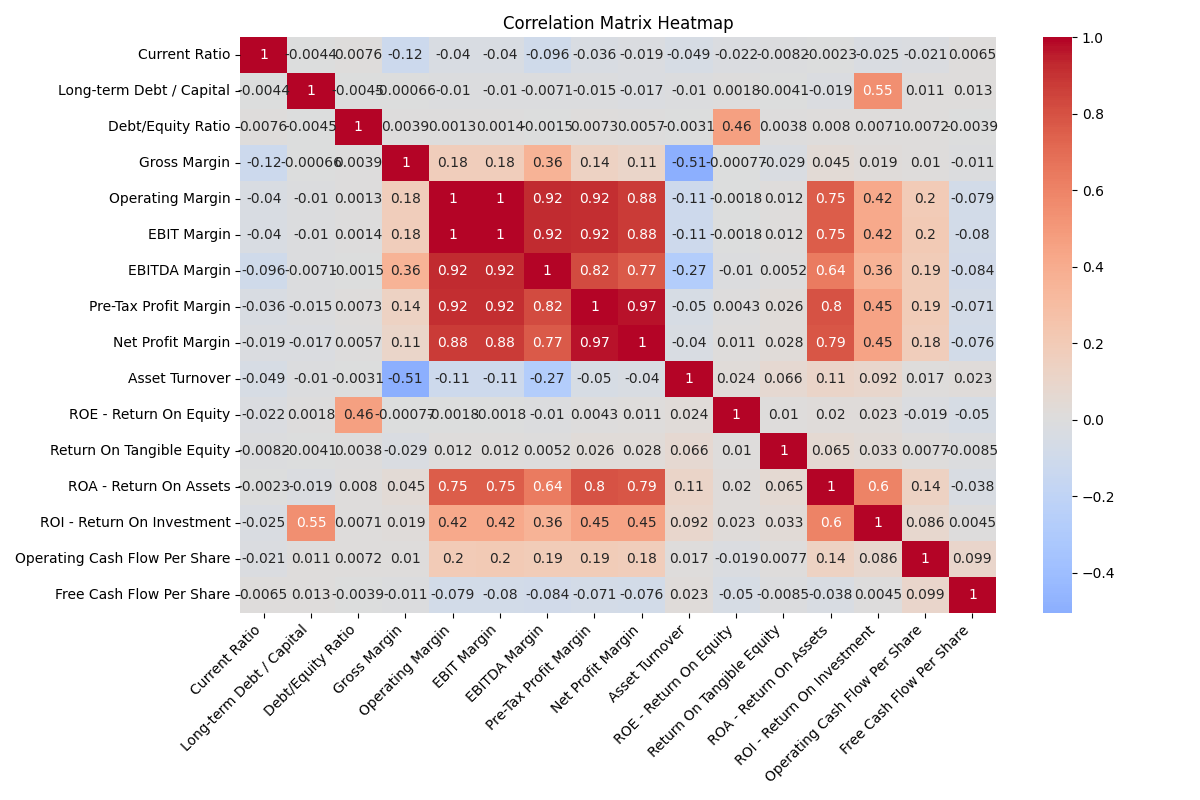 Correlation Matrix Heatmap
Current Ratio 1 -0.0044 0.0076 -0.12 -0.04 -0.04 -0.096 -0.036 -0.019 -0.049 -0.022 -0.0082 -0.0023 -0.025 -0.021 0.0065
Long-term Debt / Capital -0.0044 1 -0.0045 -0.00066 -0.01 -0.01 -0.0071 -0.015 -0.017 -0.01 0.0018 -0.0041 -0.019 0.55 0.011 0.013
Debt/Equity Ratio 0.0076 -0.0045 1 0.0039 0.0013 0.0014 -0.0015 0.0073 0.0057 -0.0031 0.46 0.0038 0.008 0.0071 0.0072 -0.0039
Gross Margin -0.12 -0.00066 0.0039 1 0.18 0.18 0.36 0.14 0.11 -0.51 -0.00077 -0.029 0.045 0.019 0.01 -0.011
Operating Margin -0.04 -0.01 0.0013 0.18 1 1 0.92 0.92 0.88 -0.11 -0.0018 0.012 0.75 0.42 0.2 -0.079
EBIT Margin -0.04 -0.01 0.0014 0.18 1 1 0.92 0.92 0.88 -0.11 -0.0018 0.012 0.75 0.42 0.2 -0.08
EBITDA Margin -0.096 -0.0071 -0.0015 0.36 0.92 0.92 1 0.82 0.77 -0.27 -0.01 0.0052 0.64 0.36 0.19 -0.084
Pre-Tax Profit Margin -0.036 -0.015 0.0073 0.14 0.92 0.92 0.82 1 0.97 -0.05 0.0043 0.026 0.8 0.45 0.19 -0.071
Net Profit Margin -0.019 -0.017 0.0057 0.11 0.88 0.88 0.77 0.97 1 -0.04 0.011 0.028 0.79 0.45 0.18 -0.076
Asset Turnover -0.049 -0.01 -0.0031 -0.51 -0.11 -0.11 -0.27 -0.05 -0.04 1 0.024 0.066 0.11 0.092 0.017 0.023
ROE - Return On Equity -0.022 0.0018 0.46 -0.00077 -0.0018 -0.0018 -0.01 0.0043 0.011 0.024 1 0.01 0.02 0.023 -0.019 -0.05
Return On Tangible Equity -0.0082 -0.0041 0.0038 -0.029 0.012 0.012 0.0052 0.026 0.028 0.066 0.01 1 0.065 0.033 0.0077 -0.0085
ROA - Return On Assets -0.0023 -0.019 0.008 0.045 0.75 0.75 0.64 0.8 0.79 0.11 0.02 0.065 1 0.6 0.14 -0.038
ROI - Return On Investment -0.025 0.55 0.0071 0.019 0.42 0.42 0.36 0.45 0.45 0.092 0.023 0.033 0.6 1 0.086 0.0045
Operating Cash Flow Per Share -0.021 0.011 0.0072 0.01 0.2 0.2 0.19 0.19 0.18 0.017 -0.019 0.0077 0.14 0.086 1 0.099
Free Cash Flow Per Share -0.0065 0.013 -0.0039 -0.011 -0.079 -0.08 -0.084 -0.071 -0.076 0.023 -0.05 -0.0085 -0.038 0.0045 0.099 1
Current Ratio
Long-term Debt / Capital
Debt/Equity Ratio
Gross Margin
Operating Margin
EBIT Margin
EBITDA Margin
Pre-Tax Profit Margin
Net Profit Margin
Asset Turnover
ROE - Return On Equity
Return On Tangible Equity
ROA - Return On Assets
ROI - Return On Investment
Operating Cash Flow Per Share
Free Cash Flow Per Share
1.0
0.8
0.6
0.4
0.2
0.0
−0.2
−0.4